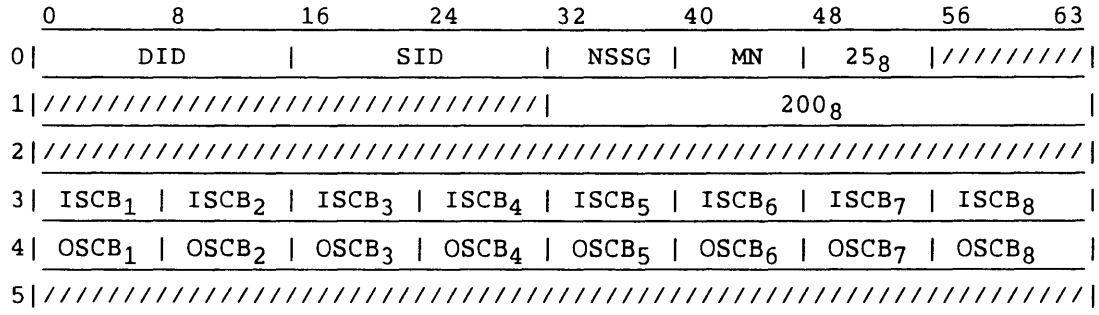 0 8 16 24 32 40 48 56 63
0| DID | SID | NSSG | MN | 25₈ |/////////|
1|///////////////////////////////| 200₈ |
2|/////////////////////////////////////////////////////////////////|
3| ISCB₁ | ISCB₂ | ISCB₃ | ISCB₄ | ISCB₅ | ISCB₆ | ISCB₇ | ISCB₈ |
4| OSCB₁ | OSCB₂ | OSCB₃ | OSCB₄ | OSCB₅ | OSCB₆ | OSCB₇ | OSCB₈ |
5|/////////////////////////////////////////////////////////////////|